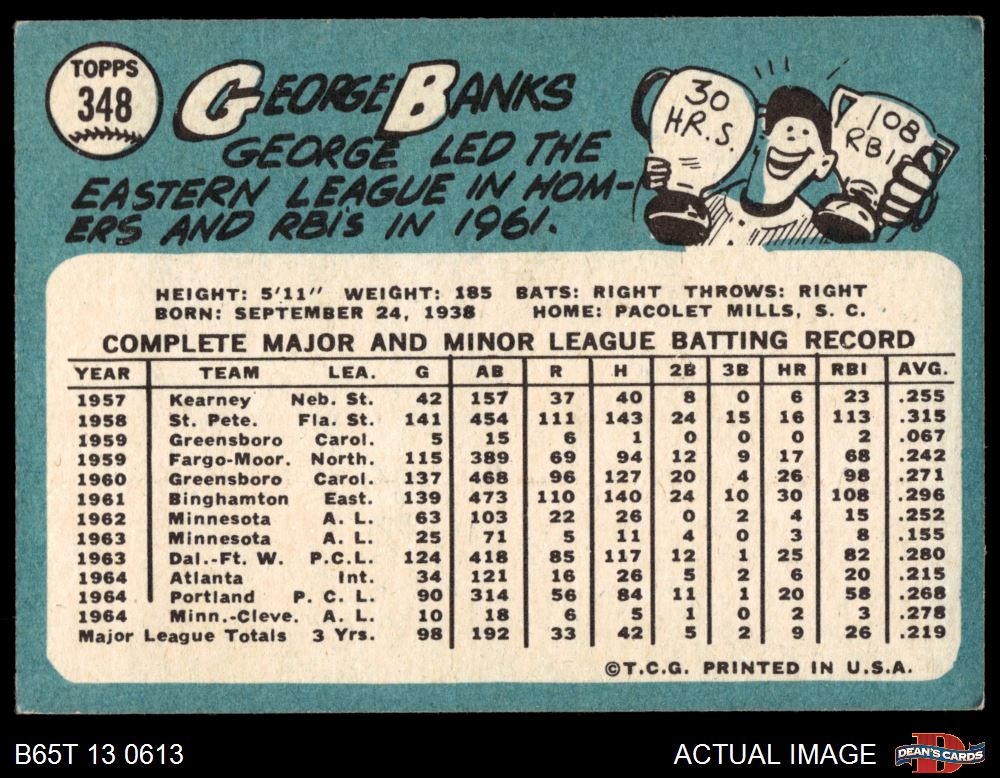 TOPPS
348
GEORGE BANKS
GEORGE LED THE
EASTERN LEAGUE IN HOM-
ERS AND RBI'S IN 1961.
30
HR.S.
108
RBI
HEIGHT: 5'11" WEIGHT: 185 BATS: RIGHT THROWS: RIGHT
BORN: SEPTEMBER 24, 1938 HOME: PACOLET MILLS, S. C.
COMPLETE MAJOR AND MINOR LEAGUE BATTING RECORD
YEAR TEAM LEA. G AB R H 2B 3B HR RBI AVG.
1957 Kearney Neb. St. 42 157 37 40 8 0 6 23 .255
1958 St. Pete. Fla. St. 141 454 111 143 24 15 16 113 .315
1959 Greensboro Carol. 5 15 6 1 0 0 0 2 .067
1959 Fargo-Moor. North. 115 389 69 94 12 9 17 68 .242
1960 Greensboro Carol. 137 468 96 127 20 4 26 98 .271
1961 Binghamton East. 139 473 110 140 24 10 30 108 .296
1962 Minnesota A. L. 63 103 22 26 0 2 4 15 .252
1963 Minnesota A. L. 25 71 5 11 4 0 3 8 .155
1963 Dal.-Ft. W. P.C.L. 124 418 85 117 12 1 25 82 .280
1964 Atlanta Int. 34 121 16 26 5 2 6 20 .215
1964 Portland P. C. L. 90 314 56 84 11 1 20 58 .268
1964 Minn.-Cleve. A. L. 10 18 6 5 1 0 2 3 .278
Major League Totals 3 Yrs. 98 192 33 42 5 2 9 26 .219
©T.C.G. PRINTED IN U.S.A.
B65T 13 0613 ACTUAL IMAGE
DEAN'S CARDS